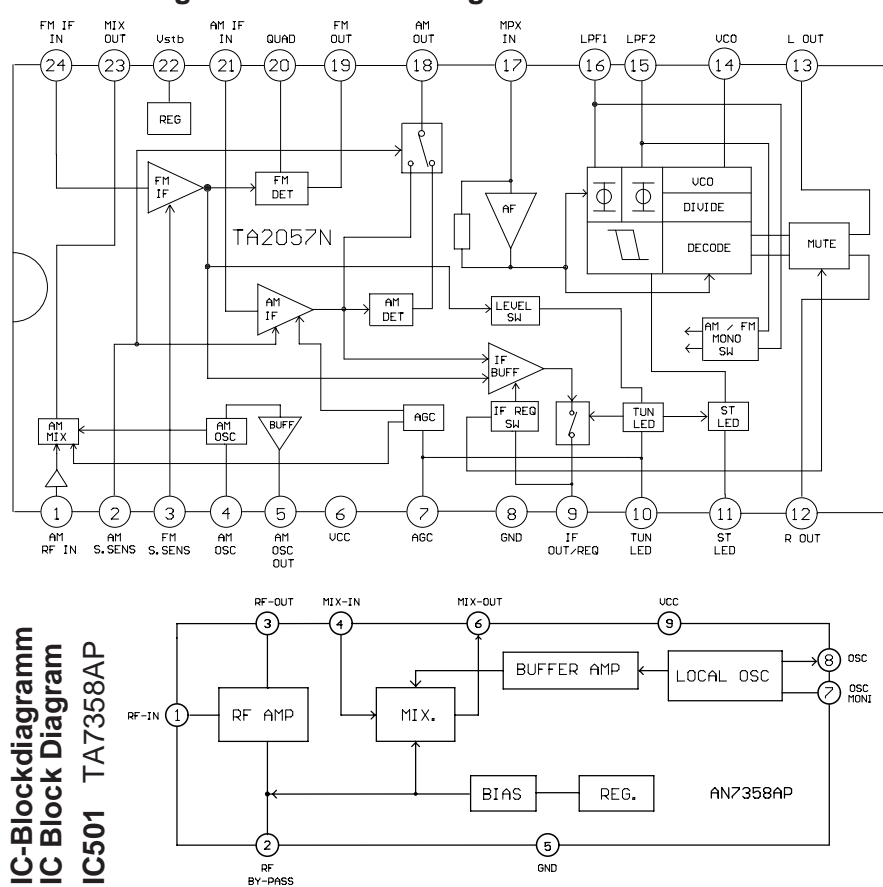 FM IF IN
MIX OUT
Vstb
AM IF IN
QUAD
FM OUT
AM OUT
MPX IN
LPF1
LPF2
VCO
L OUT
24
23
22
21
20
19
18
17
16
15
14
13
REG
FM IF
FM DET
TA2057N
AF
VCO
DIVIDE
DECODE
MUTE
AM IF
AM DET
LEVEL SW
AM / FM MONO SW
IF BUFF
AM MIX
AM OSC
BUFF
AGC
IF REQ SW
TUN LED
ST LED
1
2
3
4
5
6
7
8
9
10
11
12
AM RF IN
AM S.SENS
FM S.SENS
AM OSC
AM OSC OUT
VCC
AGC
GND
IF OUT/REQ
TUN LED
ST LED
R OUT
IC-Blockdiagramm
IC Block Diagram
IC501 TA7358AP
RF-OUT
MIX-IN
MIX-OUT
VCC
3
4
6
9
RF-IN
1
RF AMP
MIX.
BUFFER AMP
LOCAL OSC
8
OSC
7
OSC MONI
BIAS
REG.
AN7358AP
2
5
RF BY-PASS
GND